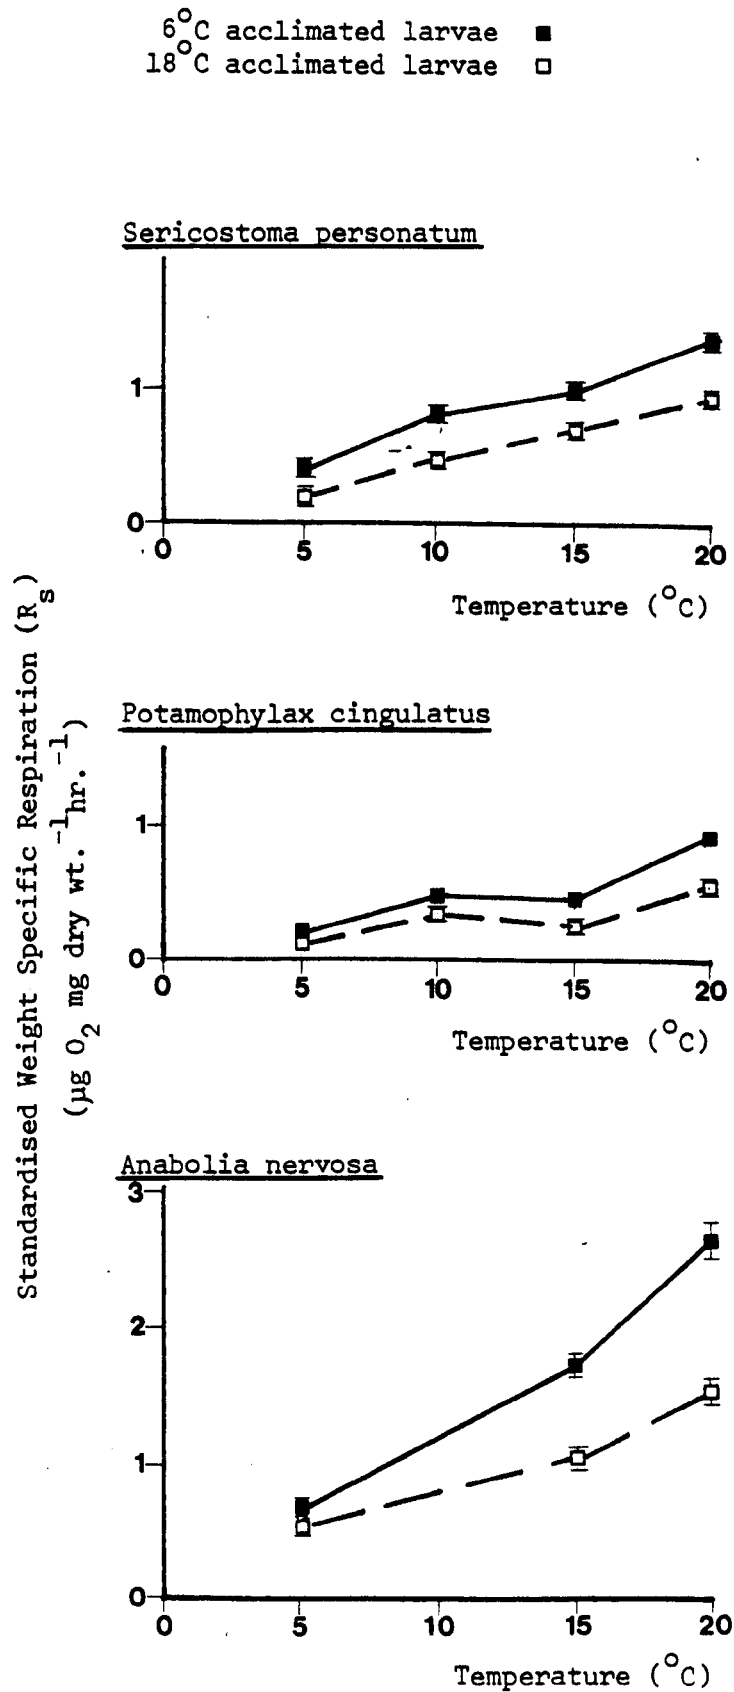 6°C acclimated larvae ■
18°C acclimated larvae □
Sericostoma personatum
1
0
0 5 10 15 20
Temperature (°C)
Potamophylax cingulatus
1
0
0 5 10 15 20
Temperature (°C)
Anabolia nervosa
3
2
1
0
0 5 10 15 20
Temperature (°C)
Standardised Weight Specific Respiration (Rs)
(µg O2 mg dry wt.-1hr.-1)